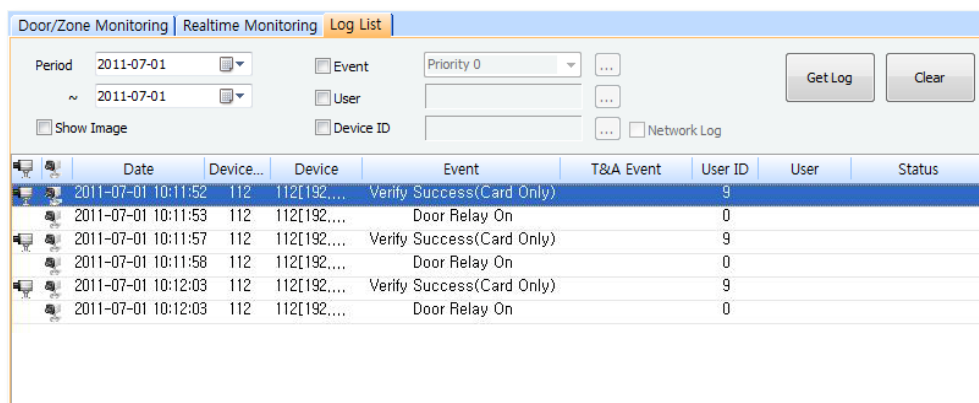 Door/Zone Monitoring Realtime Monitoring Log List
Period 2011-07-01 Event Priority 0 ... Get Log Clear
~ 2011-07-01 User ...
Show Image Device ID ... Network Log
Date Device... Device Event T&A Event User ID User Status
2011-07-01 10:11:52 112 112[192.... Verify Success(Card Only) 9
2011-07-01 10:11:53 112 112[192.... Door Relay On 0
2011-07-01 10:11:57 112 112[192.... Verify Success(Card Only) 9
2011-07-01 10:11:58 112 112[192.... Door Relay On 0
2011-07-01 10:12:03 112 112[192.... Verify Success(Card Only) 9
2011-07-01 10:12:03 112 112[192.... Door Relay On 0